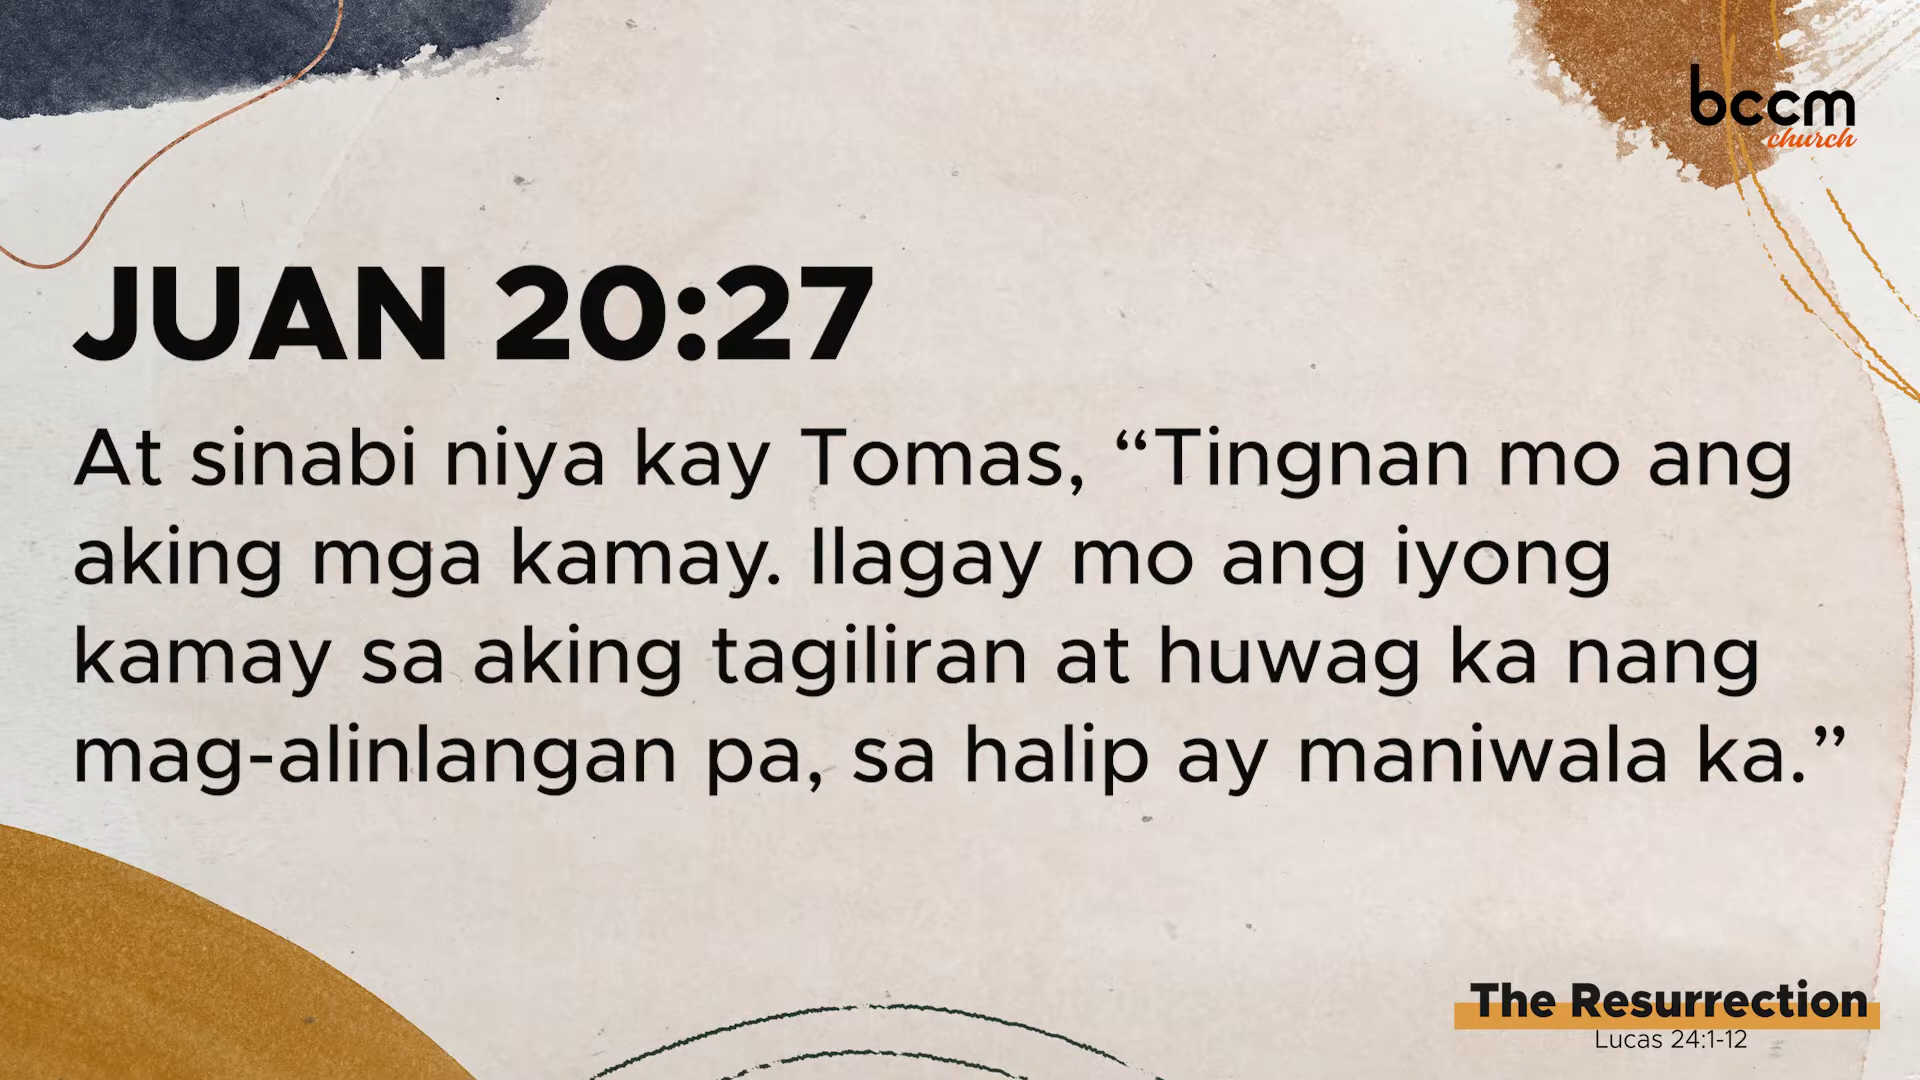 bccm
church
JUAN 20:27
At sinabi niya kay Tomas, “Tingnan mo ang
aking mga kamay. Ilagay mo ang iyong
kamay sa aking tagiliran at huwag ka nang
mag-alinlangan pa, sa halip ay maniwala ka.”
The Resurrection
Lucas 24:1-12